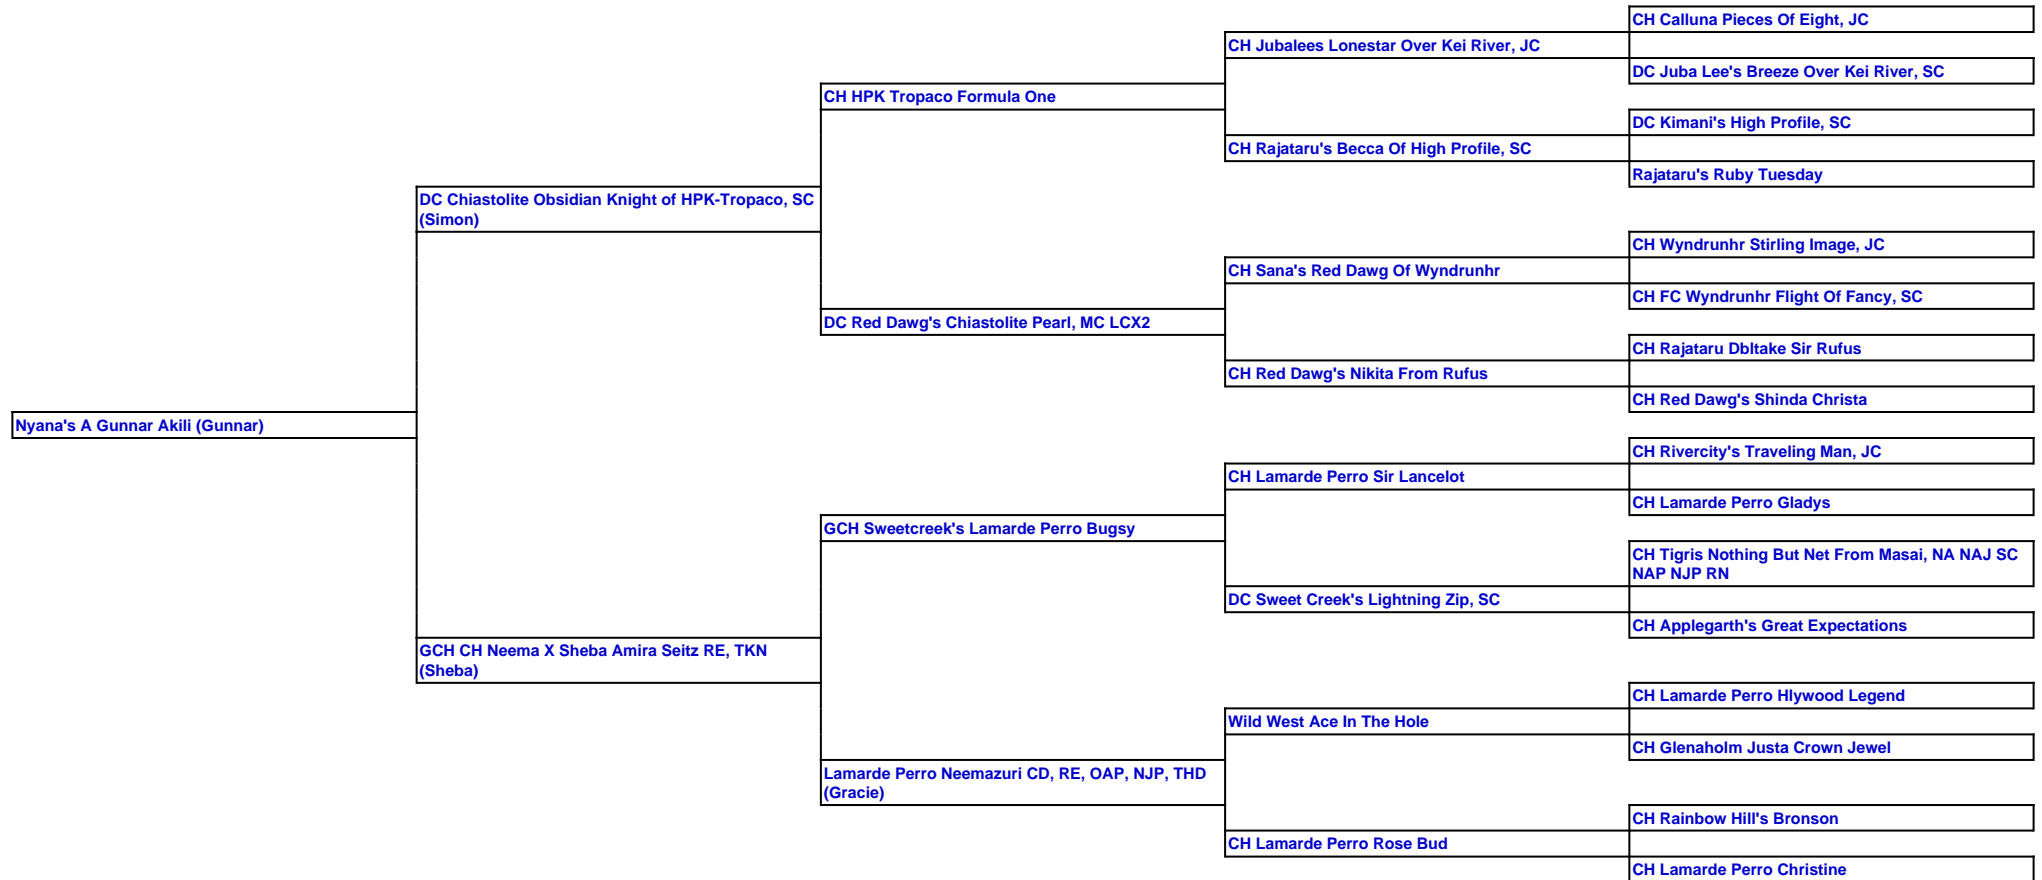 CH Calluna Pieces Of Eight, JC
CH Jubalees Lonestar Over Kei River, JC
DC Juba Lee's Breeze Over Kei River, SC
CH HPK Tropaco Formula One
DC Kimani's High Profile, SC
CH Rajataru's Becca Of High Profile, SC
Rajataru's Ruby Tuesday
DC Chiastolite Obsidian Knight of HPK-Tropaco, SC
(Simon)
CH Wyndrunhr Stirling Image, JC
CH Sana's Red Dawg Of Wyndrunhr
CH FC Wyndrunhr Flight Of Fancy, SC
DC Red Dawg's Chiastolite Pearl, MC LCX2
CH Rajataru Dbltake Sir Rufus
CH Red Dawg's Nikita From Rufus
CH Red Dawg's Shinda Christa
Nyana's A Gunnar Akili (Gunnar)
CH Rivercity's Traveling Man, JC
CH Lamarde Perro Sir Lancelot
CH Lamarde Perro Gladys
GCH Sweetcreek's Lamarde Perro Bugsy
CH Tigris Nothing But Net From Masai, NA NAJ SC
NAP NJP RN
DC Sweet Creek's Lightning Zip, SC
CH Applegarth's Great Expectations
GCH CH Neema X Sheba Amira Seitz RE, TKN
(Sheba)
CH Lamarde Perro Hlywood Legend
Wild West Ace In The Hole
CH Glenaholm Justa Crown Jewel
Lamarde Perro Neemazuri CD, RE, OAP, NJP, THD
(Gracie)
CH Rainbow Hill's Bronson
CH Lamarde Perro Rose Bud
CH Lamarde Perro Christine